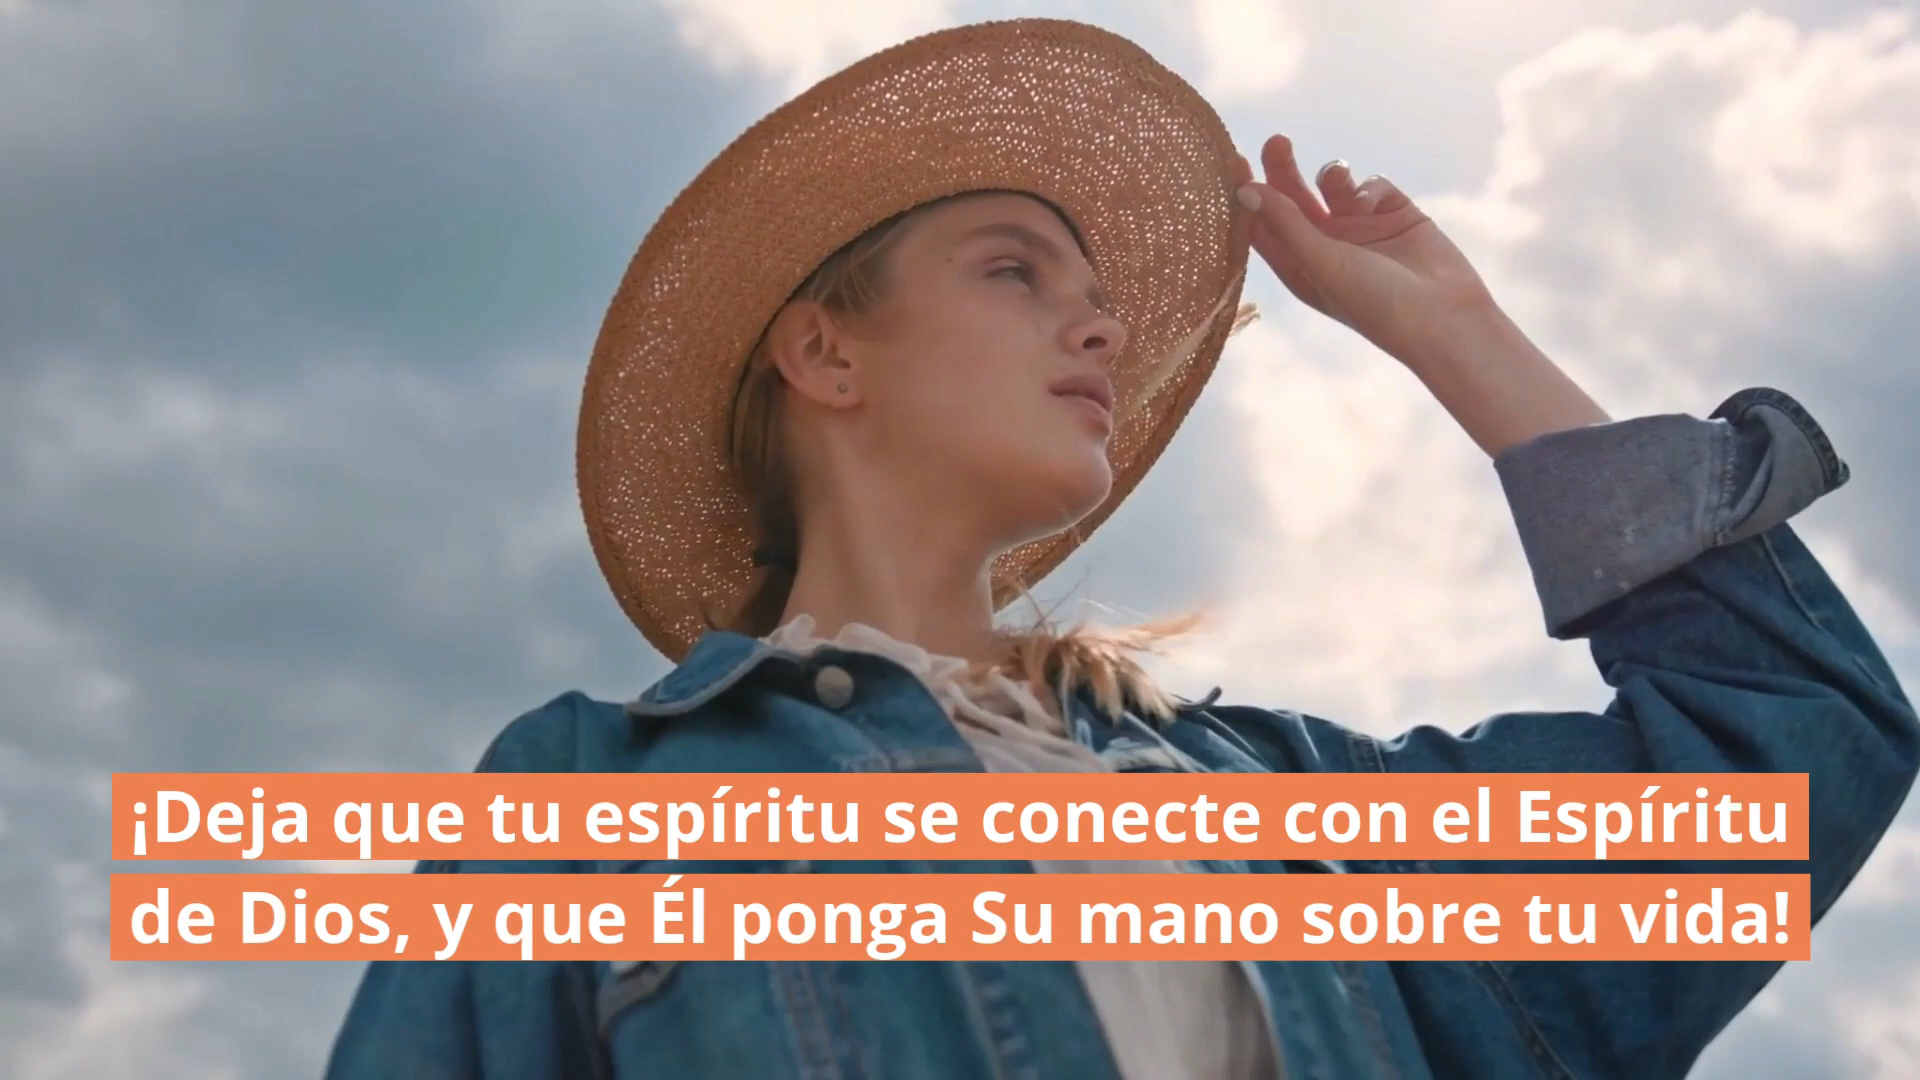 ¡Deja que tu espíritu se conecte con el Espíritu
de Dios, y que Él ponga Su mano sobre tu vida!